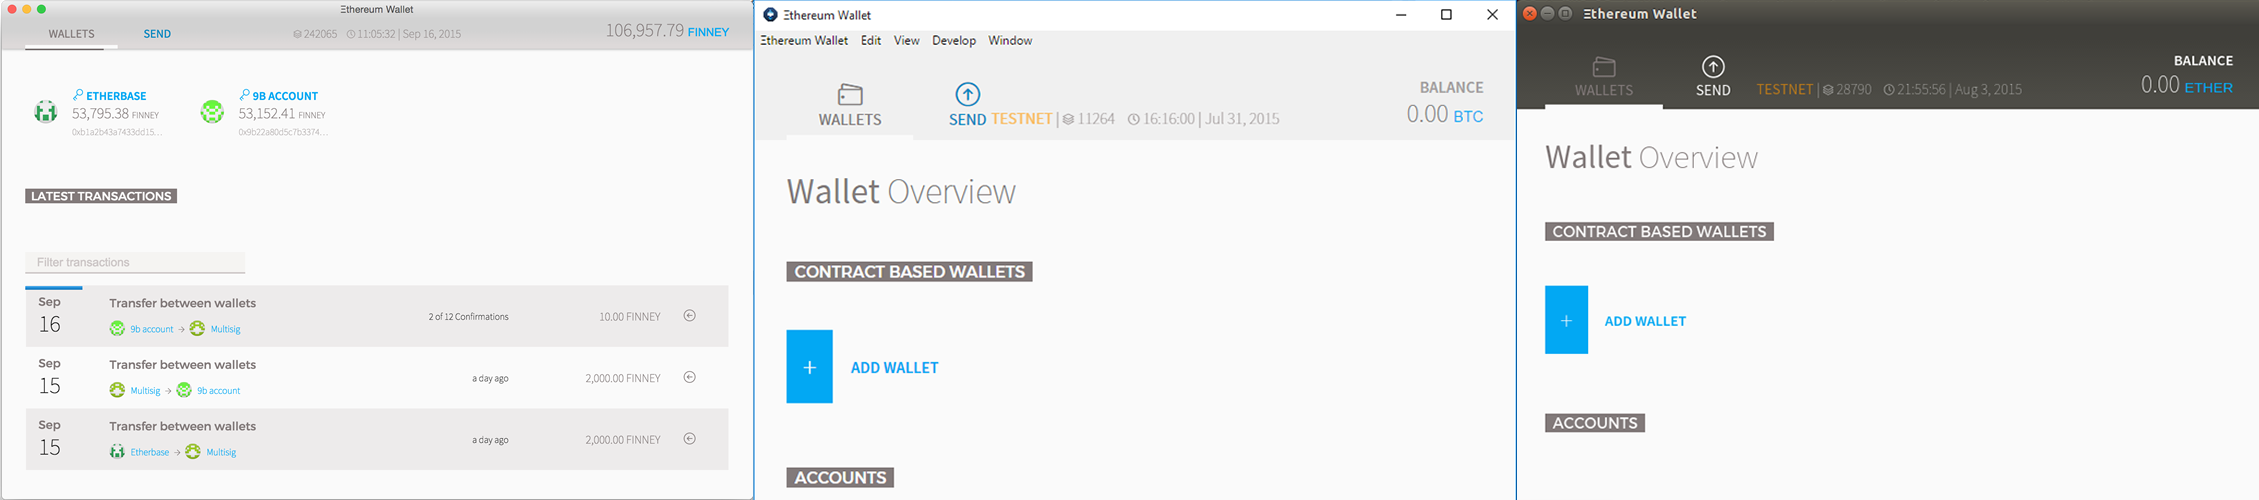 Ξthereum Wallet
WALLETS SEND 242065 11:05:32 | Sep 16, 2015 106,957.79 FINNEY
ETHERBASE
53,795.38 FINNEY
0xb1a2b43a7433dd15...
9B ACCOUNT
53,152.41 FINNEY
0x9b22a80d5c7b3374...
LATEST TRANSACTIONS
Filter transactions
Sep 16 Transfer between wallets
9b account → Multisig
2 of 12 Confirmations 10.00 FINNEY
Sep 15 Transfer between wallets
Multisig → 9b account
a day ago 2,000.00 FINNEY
Sep 15 Transfer between wallets
Etherbase → Multisig
a day ago 2,000.00 FINNEY
Ξthereum Wallet
Ξthereum Wallet Edit View Develop Window
WALLETS SEND TESTNET | 11264 16:16:00 | Jul 31, 2015
BALANCE
0.00 BTC
Wallet Overview
CONTRACT BASED WALLETS
+ ADD WALLET
ACCOUNTS
Ξthereum Wallet
WALLETS SEND TESTNET | 28790 21:55:56 | Aug 3, 2015
BALANCE
0.00 ETHER
Wallet Overview
CONTRACT BASED WALLETS
+ ADD WALLET
ACCOUNTS